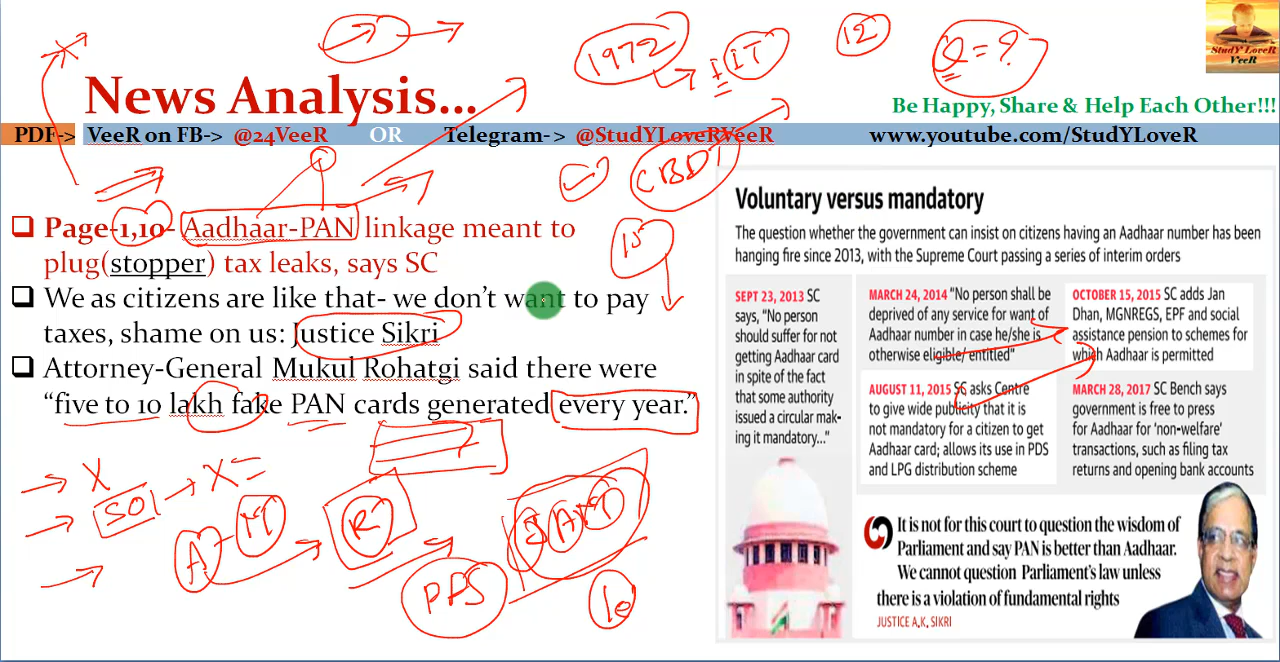 1972
IIT
12
Q = ?
StudY LoveR
VeeR
News Analysis...
Be Happy, Share & Help Each Other!!!
PDF-> VeeR on FB-> @24VeeR OR Telegram-> @StudYLoveRVeeR www.youtube.com/StudYLoveR
CBDT
Page-1,10- Aadhaar-PAN linkage meant to
plug(stopper) tax leaks, says SC
15
We as citizens are like that- we don't want to pay
taxes, shame on us: Justice Sikri
Attorney-General Mukul Rohatgi said there were
"five to 10 lakh fake PAN cards generated every year."
X
SOI
X
A - M
R
PPS
10
Voluntary versus mandatory
The question whether the government can insist on citizens having an Aadhaar number has been
hanging fire since 2013, with the Supreme Court passing a series of interim orders
SEPT 23, 2013 SC
says, "No person
should suffer for not
getting Aadhaar card
in spite of the fact
that some authority
issued a circular mak-
ing it mandatory..."
MARCH 24, 2014 "No person shall be
deprived of any service for want of
Aadhaar number in case he/she is
otherwise eligible/ entitled"
AUGUST 11, 2015 SC asks Centre
to give wide publicity that it is
not mandatory for a citizen to get
Aadhaar card; allows its use in PDS
and LPG distribution scheme
OCTOBER 15, 2015 SC adds Jan
Dhan, MGNREGS, EPF and social
assistance pension to schemes for
which Aadhaar is permitted
MARCH 28, 2017 SC Bench says
government is free to press
for Aadhaar for 'non-welfare'
transactions, such as filing tax
returns and opening bank accounts
It is not for this court to question the wisdom of
Parliament and say PAN is better than Aadhaar.
We cannot question Parliament's law unless
there is a violation of fundamental rights
JUSTICE A.K. SIKRI